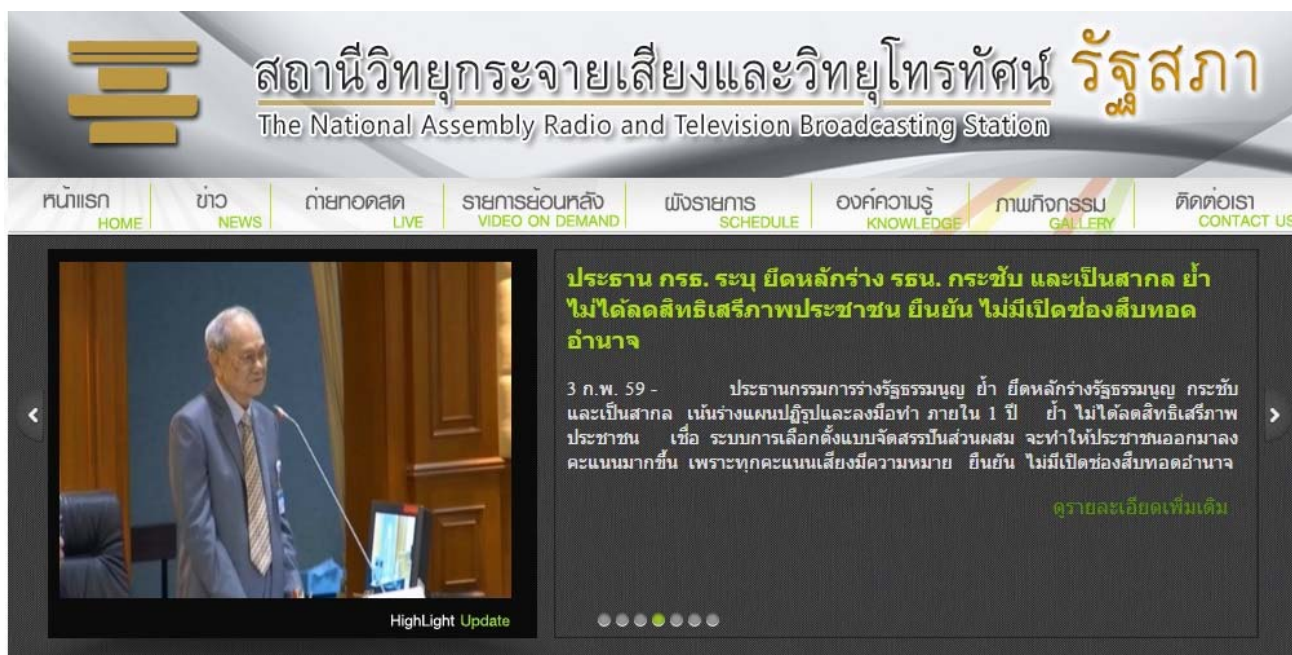 สถานีวิทยุกระจายเสียงและวิทยุโทรทัศน์ รัฐสภา
The National Assembly Radio and Television Broadcasting Station
หน้าแรก ข่าว ถ่ายทอดสด รายการย้อนหลัง ผังรายการ องค์ความรู้ ภาพกิจกรรม ติดต่อเรา
HOME NEWS LIVE VIDEO ON DEMAND SCHEDULE KNOWLEDGE GALLERY CONTACT US
ประธาน กรธ. ระบุ ยึดหลักร่าง รธน. กระชับ และเป็นสากล ย้ำ
ไม่ได้ลดสิทธิเสรีภาพประชาชน ยืนยัน ไม่มีเปิดช่องสืบทอด
อำนาจ
3 ก.พ. 59 - ประธานกรรมการร่างรัฐธรรมนูญ ย้ำ ยึดหลักร่างรัฐธรรมนูญ กระชับ
และเป็นสากล เน้นร่างแผนปฏิรูปและลงมือทำ ภายใน 1 ปี ย้ำ ไม่ได้ลดสิทธิเสรีภาพ
ประชาชน เชื่อ ระบบการเลือกตั้งแบบจัดสรรปันส่วนผสม จะทำให้ประชาชนออกมาลง
คะแนนมากขึ้น เพราะทุกคะแนนเสียงมีความหมาย ยืนยัน ไม่มีเปิดช่องสืบทอดอำนาจ
ดูรายละเอียดเพิ่มเติม
HighLight Update